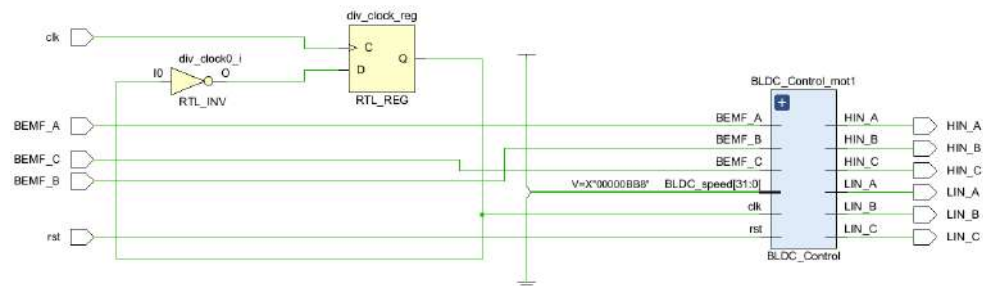 div_clock_reg
clk
div_clock0_i
C
I0
O
Q
D
BLDC_Control_mot1
RTL_INV
RTL_REG
+
BEMF_A
BEMF_A
HIN_A
HIN_A
BEMF_B
HIN_B
HIN_B
BEMF_C
BEMF_C
HIN_C
HIN_C
BEMF_B
V=X"00000BB8"
BLDC_speed[31:0]
LIN_A
LIN_A
clk
LIN_B
LIN_B
rst
rst
LIN_C
LIN_C
BLDC_Control